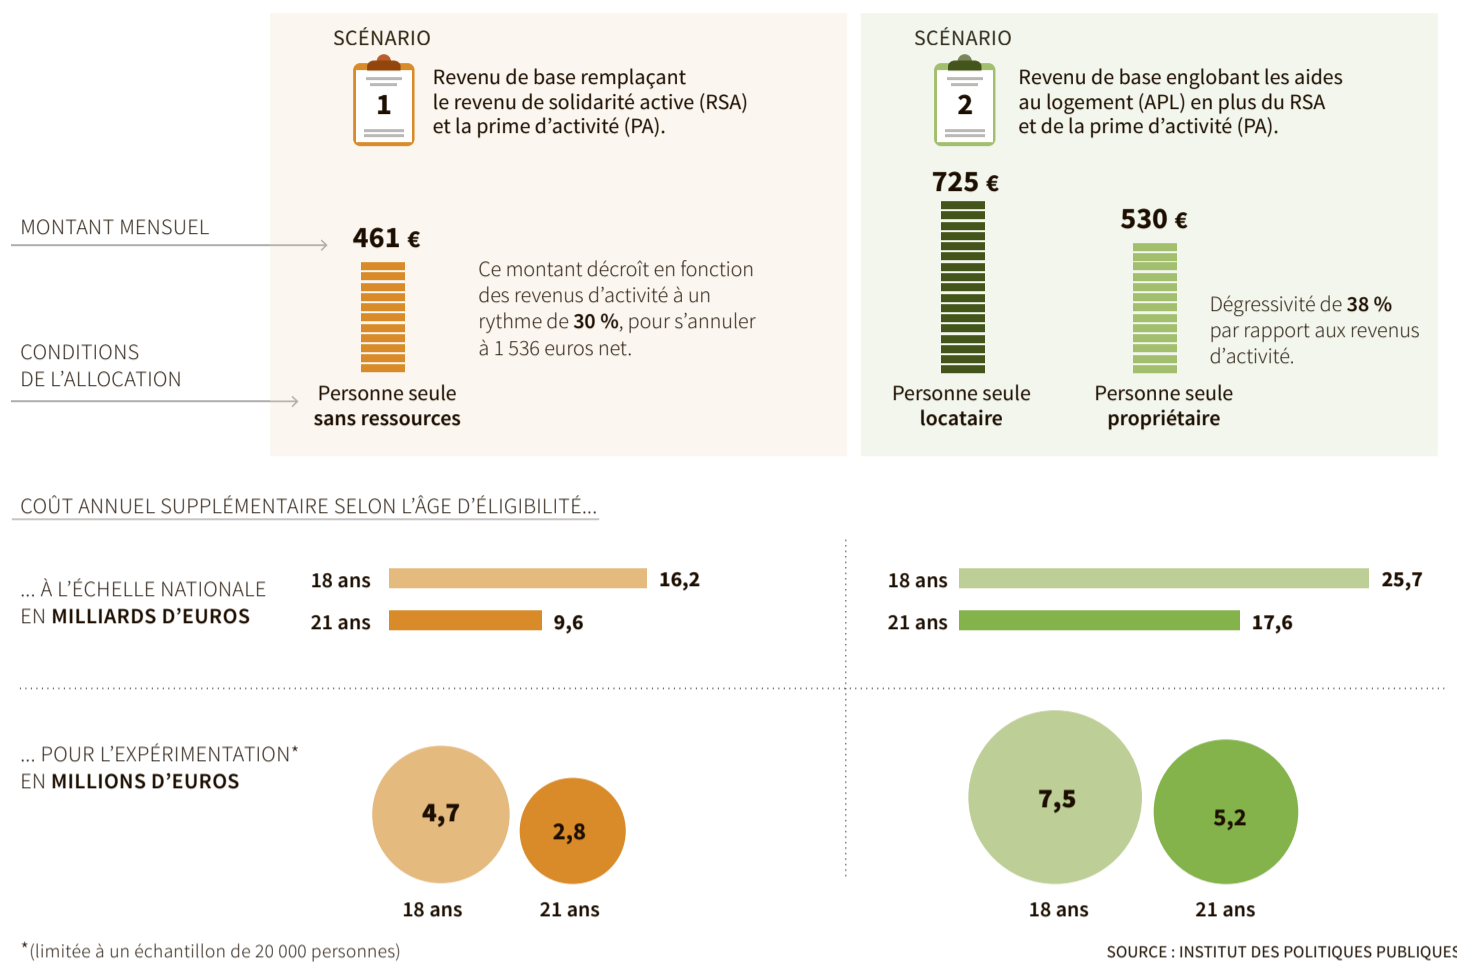 SCÉNARIO
1
Revenu de base remplaçant
le revenu de solidarité active (RSA)
et la prime d’activité (PA).
SCÉNARIO
2
Revenu de base englobant les aides
au logement (APL) en plus du RSA
et de la prime d’activité (PA).
MONTANT MENSUEL
461 €
Ce montant décroît en fonction
des revenus d’activité à un
rythme de 30 %, pour s’annuler
à 1 536 euros net.
725 €
530 €
Dégressivité de 38 %
par rapport aux revenus
d’activité.
CONDITIONS
DE L’ALLOCATION
Personne seule
sans ressources
Personne seule
locataire
Personne seule
propriétaire
COÛT ANNUEL SUPPLÉMENTAIRE SELON L’ÂGE D’ÉLIGIBILITÉ...
... À L’ÉCHELLE NATIONALE
EN MILLIARDS D’EUROS
18 ans 16,2
21 ans 9,6
18 ans 25,7
21 ans 17,6
... POUR L’EXPÉRIMENTATION*
EN MILLIONS D’EUROS
4,7
2,8
18 ans
21 ans
7,5
5,2
18 ans
21 ans
*(limitée à un échantillon de 20 000 personnes)
SOURCE : INSTITUT DES POLITIQUES PUBLIQUES